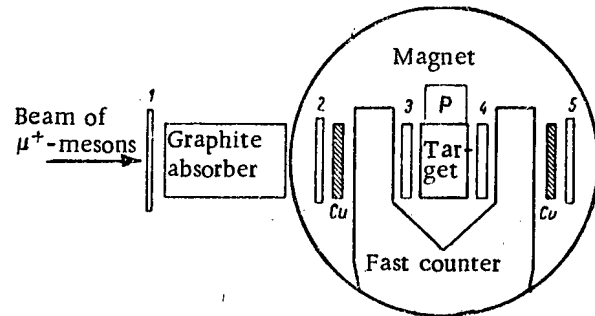 Magnet
1
2
3
P
4
5
Beam of
μ⁺-mesons
Graphite
absorber
Tar-
get
Cu
Cu
Fast counter